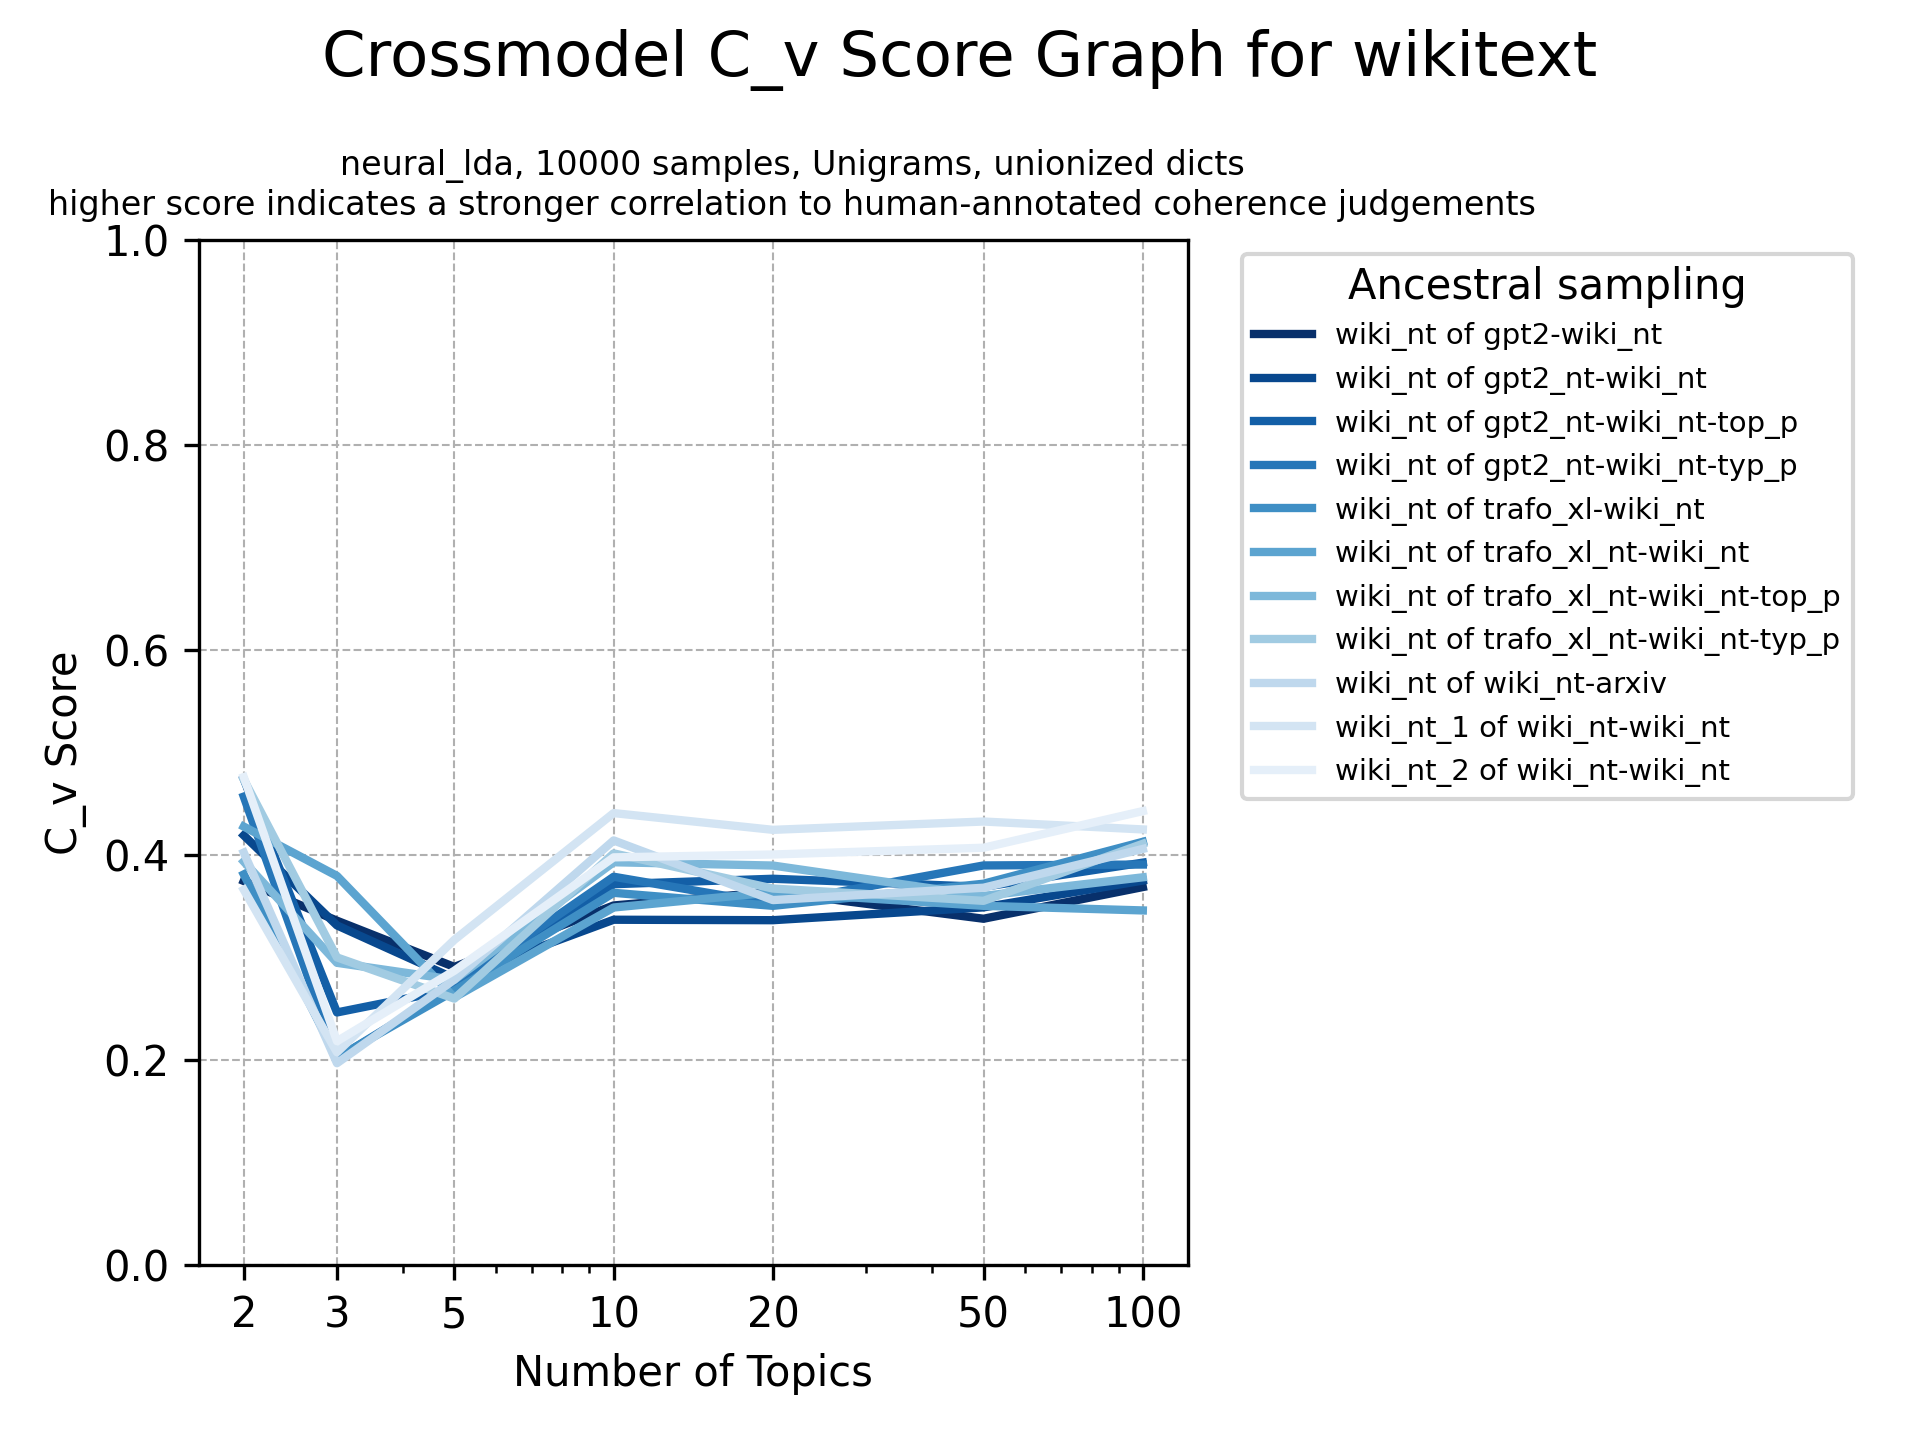 Crossmodel C_v Score Graph for wikitext
neural_lda, 10000 samples, Unigrams, unionized dicts
higher score indicates a stronger correlation to human-annotated coherence judgements
1.0
0.8
0.6
0.4
0.2
0.0
C_v Score
2 3 5 10 20 50 100
Number of Topics
Ancestral sampling
wiki_nt of gpt2-wiki_nt
wiki_nt of gpt2_nt-wiki_nt
wiki_nt of gpt2_nt-wiki_nt-top_p
wiki_nt of gpt2_nt-wiki_nt-typ_p
wiki_nt of trafo_xl-wiki_nt
wiki_nt of trafo_xl_nt-wiki_nt
wiki_nt of trafo_xl_nt-wiki_nt-top_p
wiki_nt of trafo_xl_nt-wiki_nt-typ_p
wiki_nt of wiki_nt-arxiv
wiki_nt_1 of wiki_nt-wiki_nt
wiki_nt_2 of wiki_nt-wiki_nt